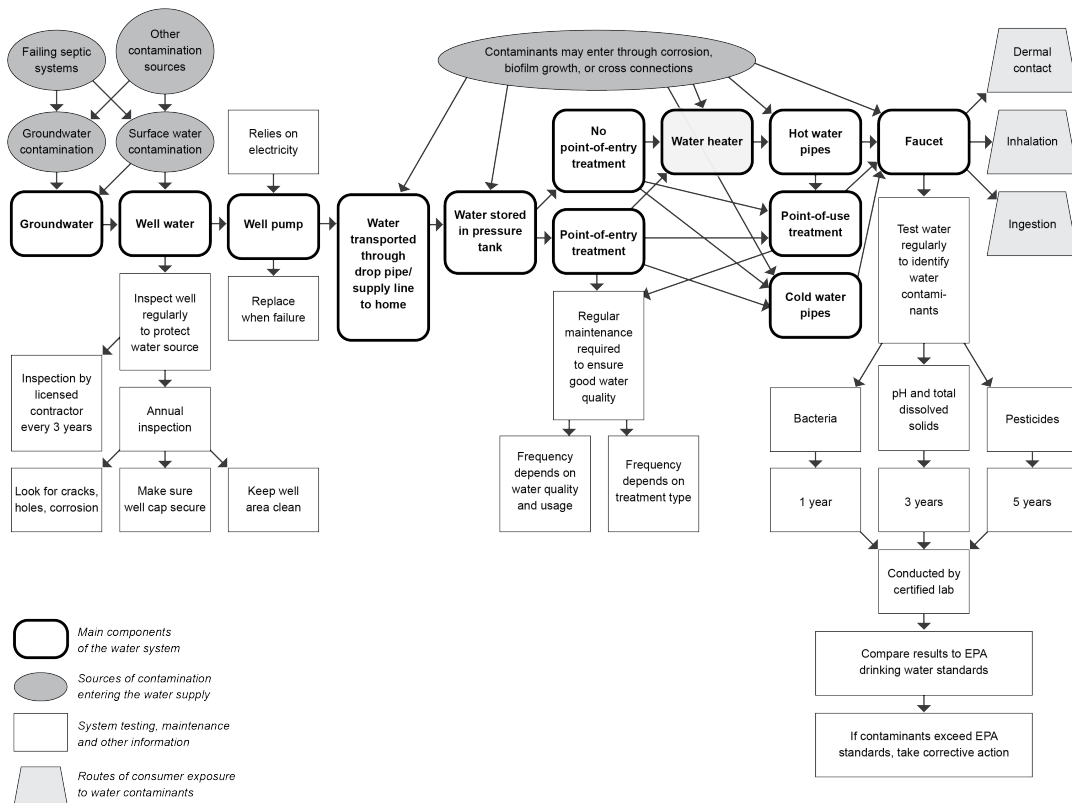 Failing septic
systems
Other
contamination
sources
Contaminants may enter through corrosion,
biofilm growth, or cross connections
Dermal
contact
Groundwater
contamination
Surface water
contamination
Relies on
electricity
No
point-of-entry
treatment
Water heater
Hot water
pipes
Faucet
Inhalation
Groundwater
Well water
Well pump
Water
transported
through
drop pipe/
supply line
to home
Water stored
in pressure
tank
Point-of-entry
treatment
Point-of-use
treatment
Ingestion
Test water
regularly
to identify
water
contami-
nants
Cold water
pipes
Inspect well
regularly
to protect
water source
Replace
when failure
Regular
maintenance
required
to ensure
good water
quality
Inspection by
licensed
contractor
every 3 years
Annual
inspection
Bacteria
pH and total
dissolved
solids
Pesticides
Look for cracks,
holes, corrosion
Make sure
well cap secure
Keep well
area clean
Frequency
depends on
water quality
and usage
Frequency
depends on
treatment type
1 year
3 years
5 years
Conducted by
certified lab
Compare results to EPA
drinking water standards
If contaminants exceed EPA
standards, take corrective action
Main components
of the water system
Sources of contamination
entering the water supply
System testing, maintenance
and other information
Routes of consumer exposure
to water contaminants